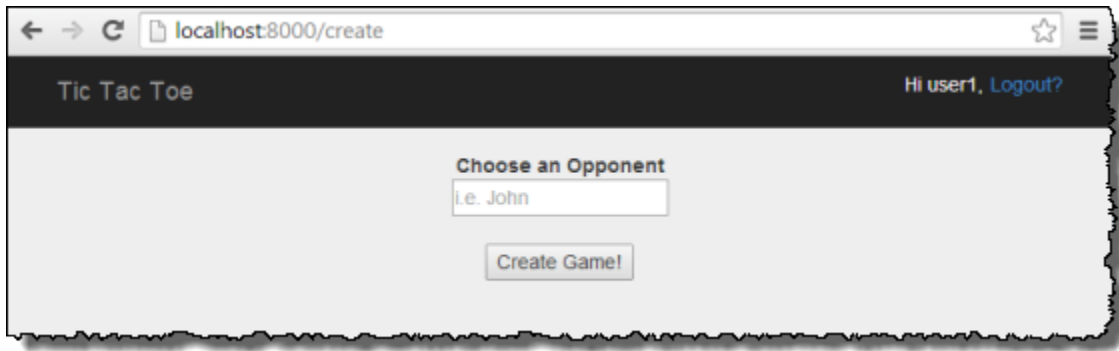 localhost:8000/create
Tic Tac Toe
Hi user1, Logout?
Choose an Opponent
i.e. John
Create Game!